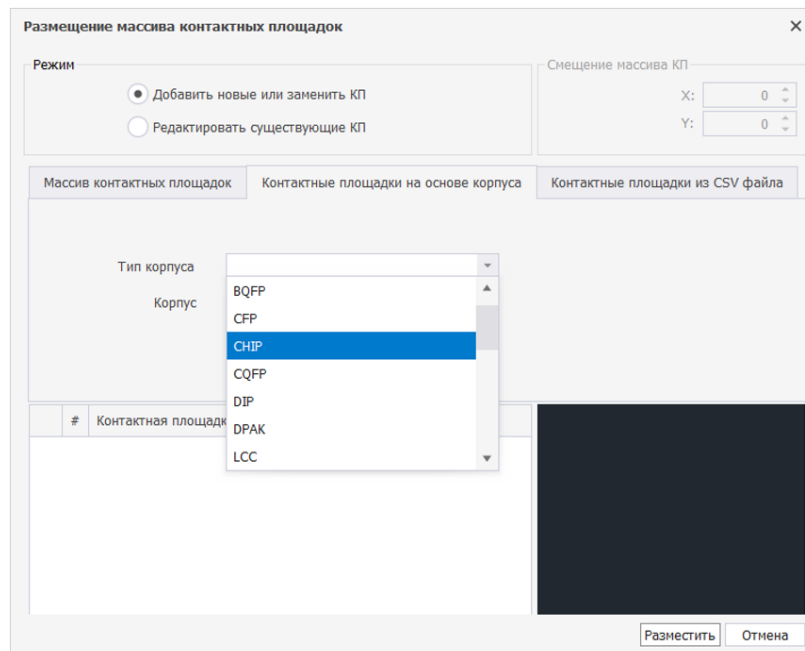 Размещение массива контактных площадок
Режим
Добавить новые или заменить КП
Редактировать существующие КП
Смещение массива КП
X: 0
Y: 0
Массив контактных площадок
Контактные площадки на основе корпуса
Контактные площадки из CSV файла
Тип корпуса
Корпус
BQFP
CFP
CHIP
CQFP
DIP
DPAK
LCC
# Контактная
Разместить
Отмена